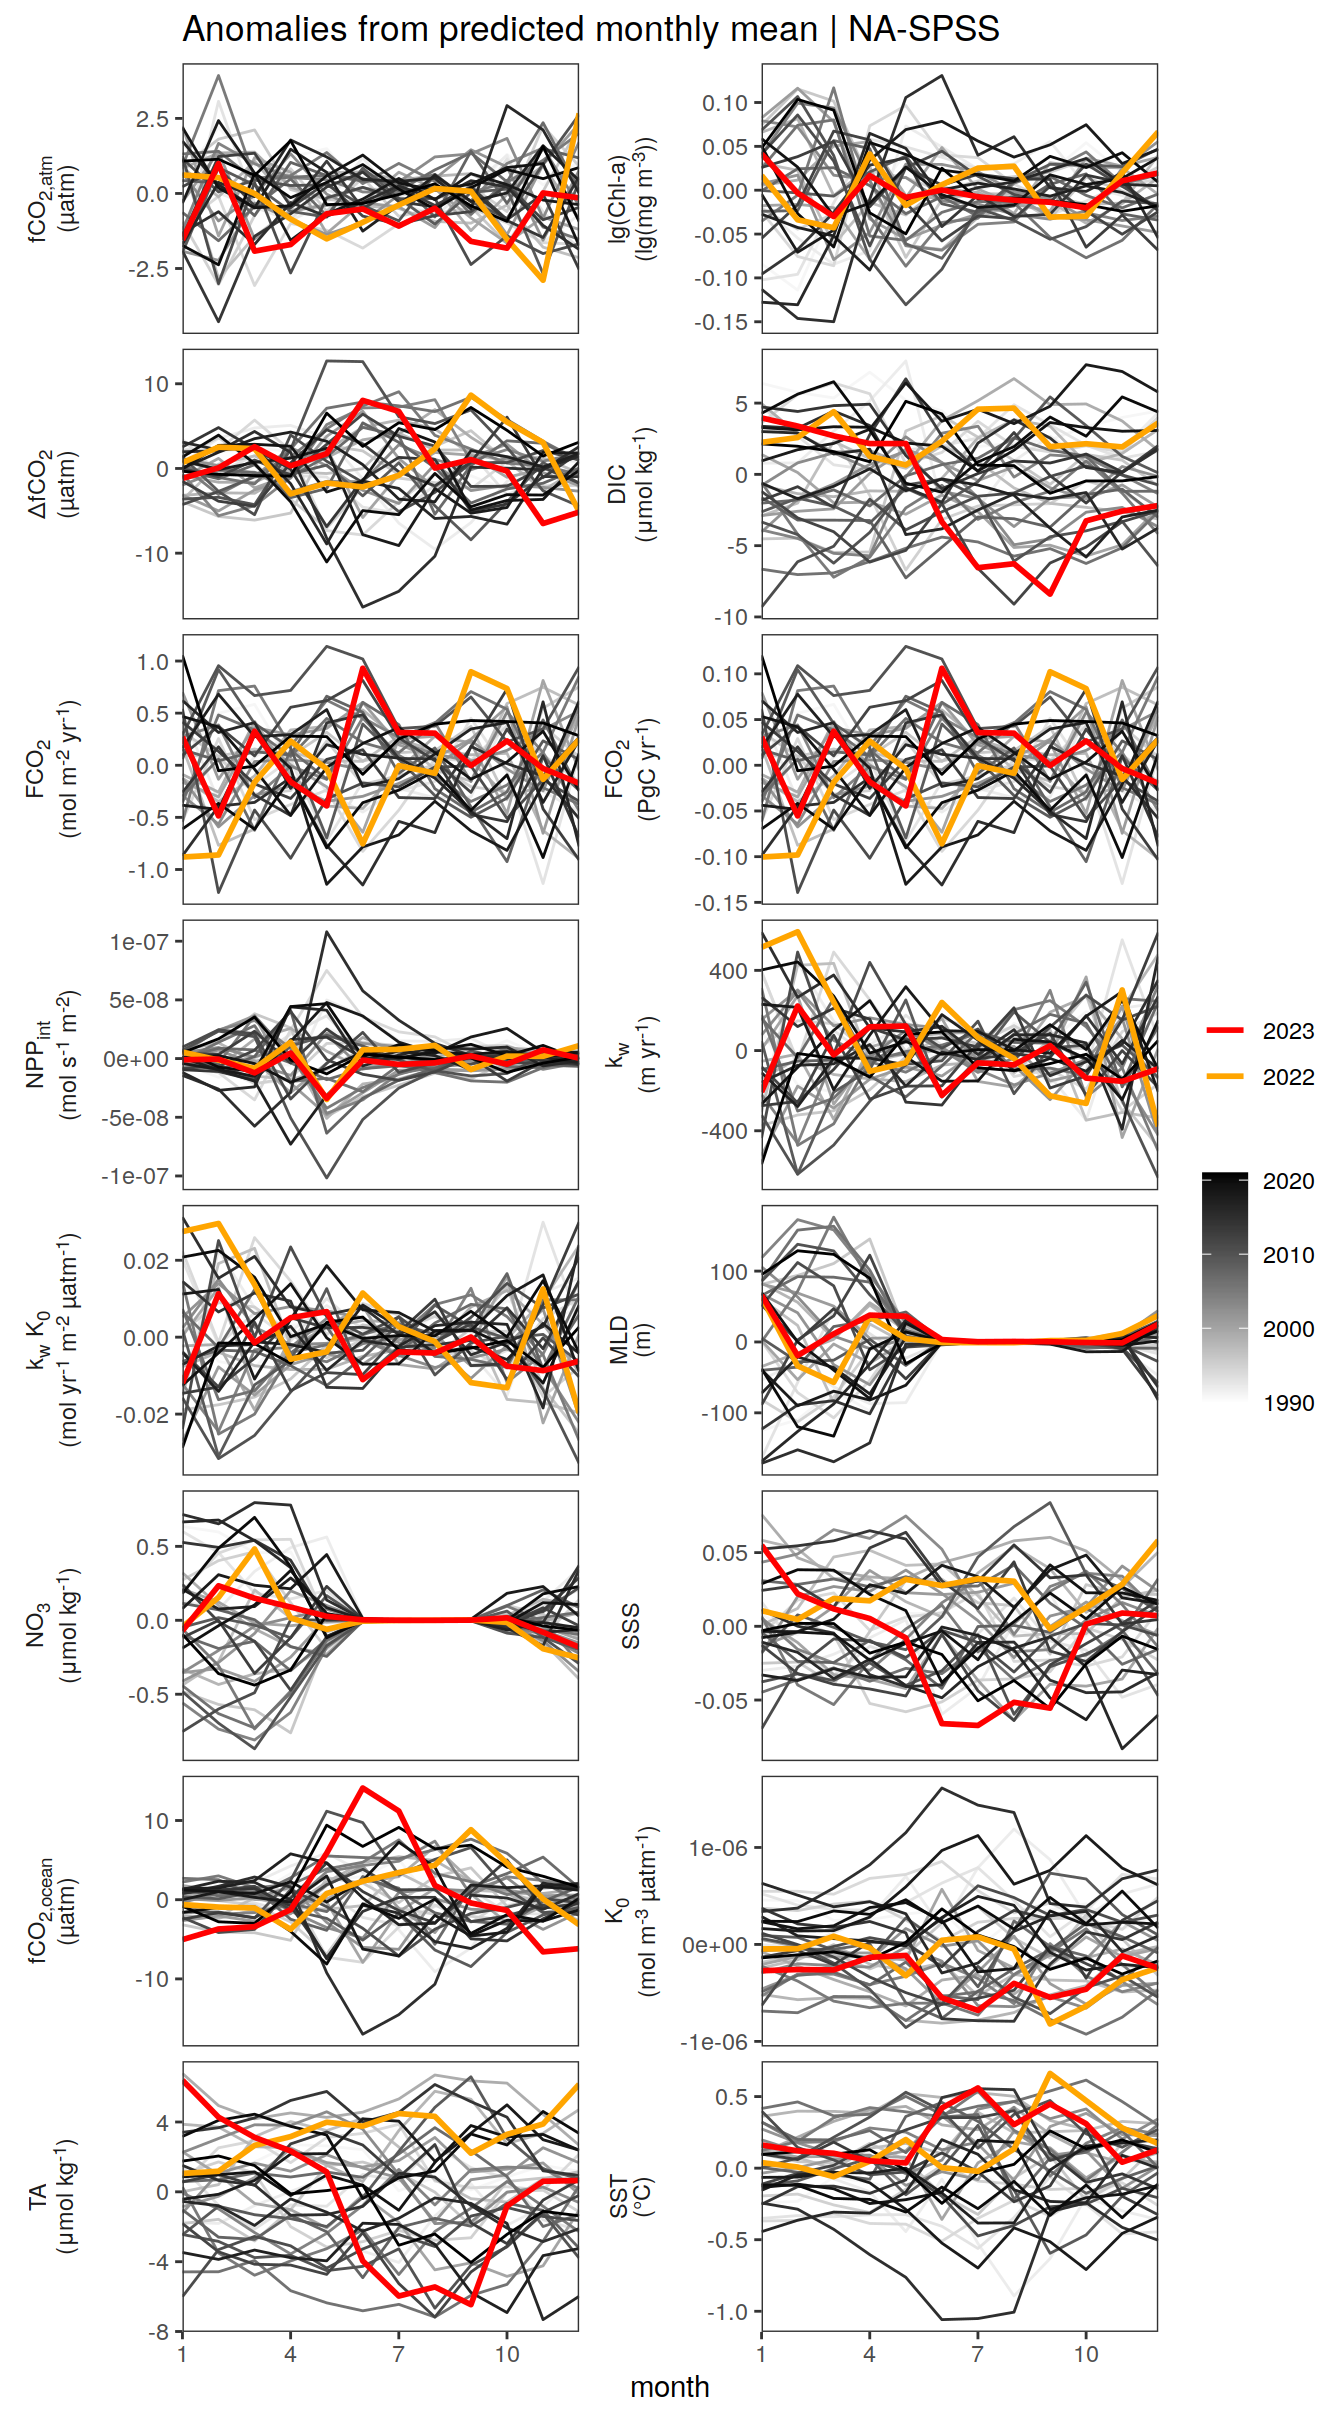 Anomalies from predicted monthly mean | NA-SPSS
fCO2,atm
(µatm)
2.5
0.0
-2.5
lg(Chl-a)
(lg(mg m-3))
0.10
0.05
0.00
-0.05
-0.10
-0.15
ΔfCO2
(µatm)
10
0
-10
DIC
(µmol kg-1)
5
0
-5
-10
FCO2
(mol m-2 yr-1)
1.0
0.5
0.0
-0.5
-1.0
FCO2
(PgC yr-1)
0.10
0.05
0.00
-0.05
-0.10
-0.15
NPPint
(mol s-1 m-2)
1e-07
5e-08
0e+00
-5e-08
-1e-07
kw
(m yr-1)
400
0
-400
kw K0
(mol yr-1 m-2 µatm-1)
0.02
0.00
-0.02
MLD
(m)
100
0
-100
NO3
(µmol kg-1)
0.5
0.0
-0.5
SSS
0.05
0.00
-0.05
fCO2,ocean
(µatm)
10
0
-10
K0
(mol m-3 µatm-1)
1e-06
0e+00
-1e-06
TA
(µmol kg-1)
4
0
-4
-8
SST
(°C)
0.5
0.0
-0.5
-1.0
1 4 7 10
1 4 7 10
month
2023
2022
2020
2010
2000
1990